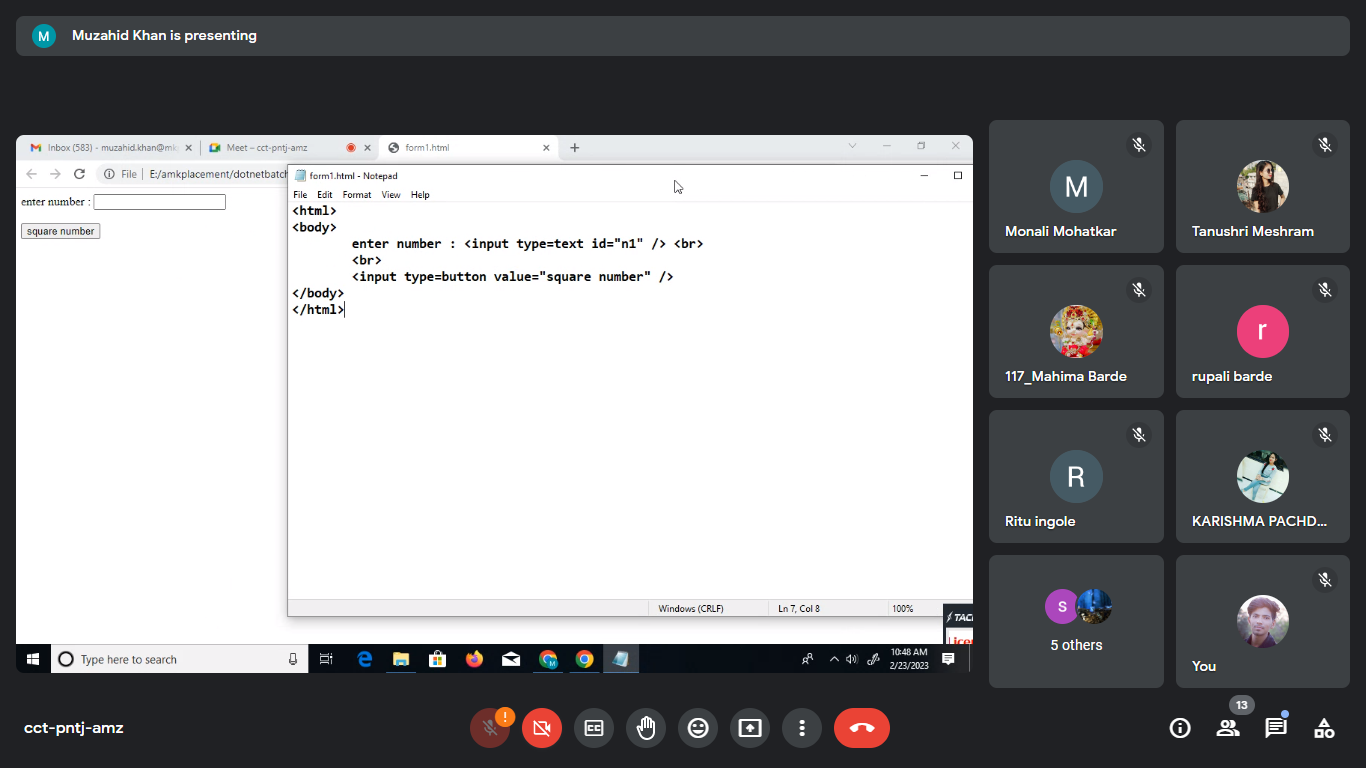 M Muzahid Khan is presenting
Inbox (583) - muzahid.khan@mk
Meet – cct-pntj-amz
form1.html
File
E:/amkplacement/dotnetbatch
enter number :
square number
form1.html - Notepad
File Edit Format View Help
<html>
<body>
enter number : <input type=text id="n1" /> <br>
<br>
<input type=button value="square number" />
</body>
</html>
Windows (CRLF) Ln 7, Col 8 100%
TAC
Type here to search
10:48 AM
2/23/2023
M
Monali Mohatkar
Tanushri Meshram
117_Mahima Barde
r
rupali barde
R
Ritu ingole
KARISHMA PACHD...
S
5 others
You
cct-pntj-amz
!
CC
13